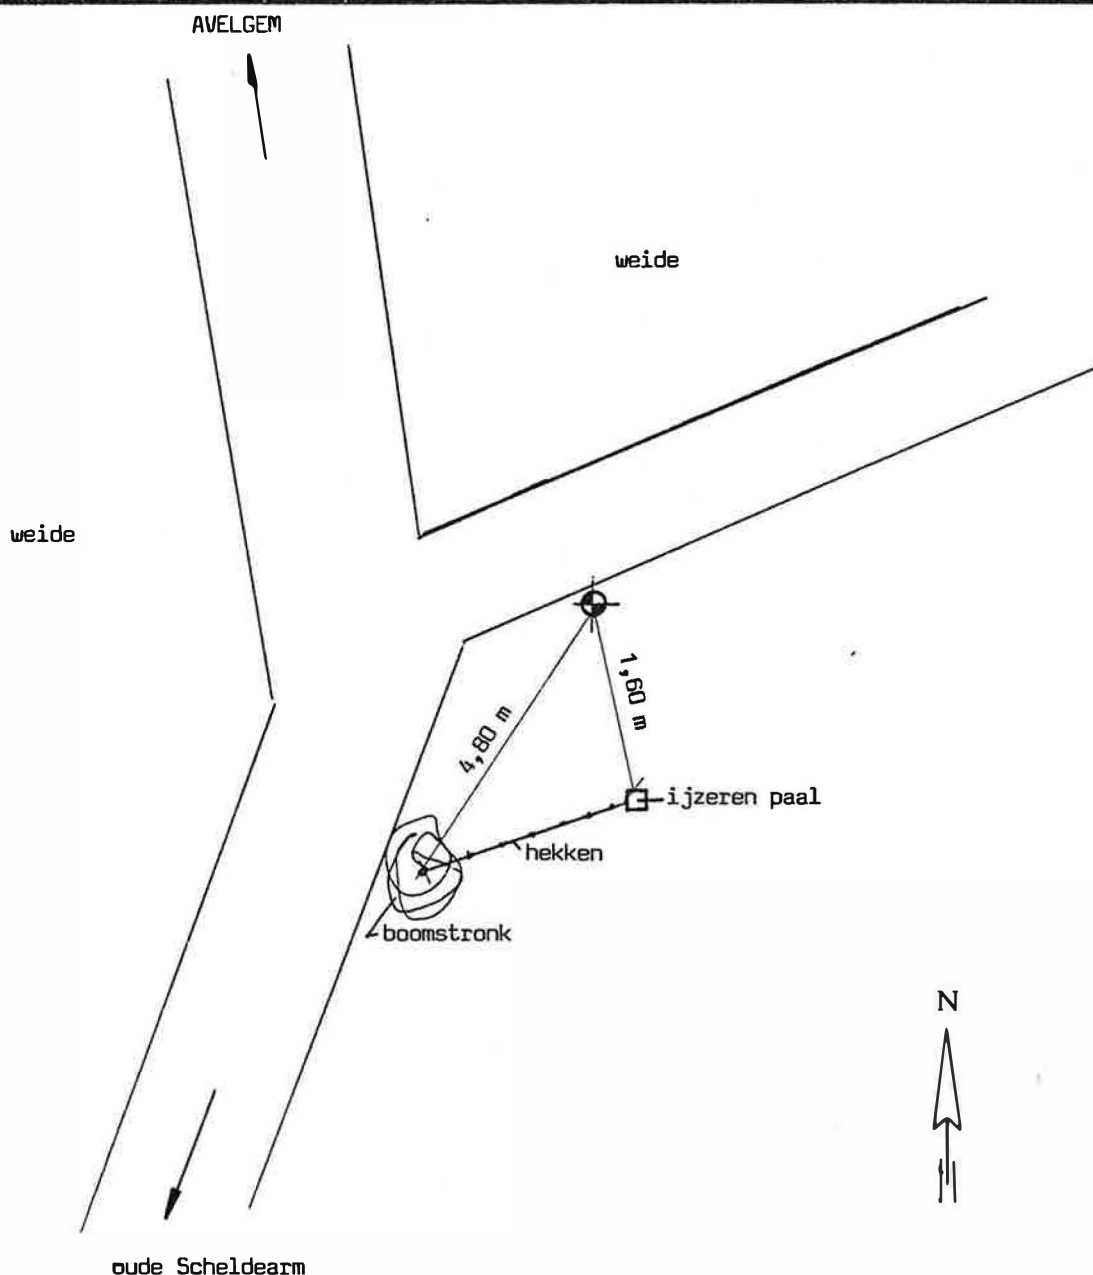 AVELGEM
weide
weide
1,60 m
4,80 m
ijzeren paal
hekken
boomstronk
N
oude Scheldearm